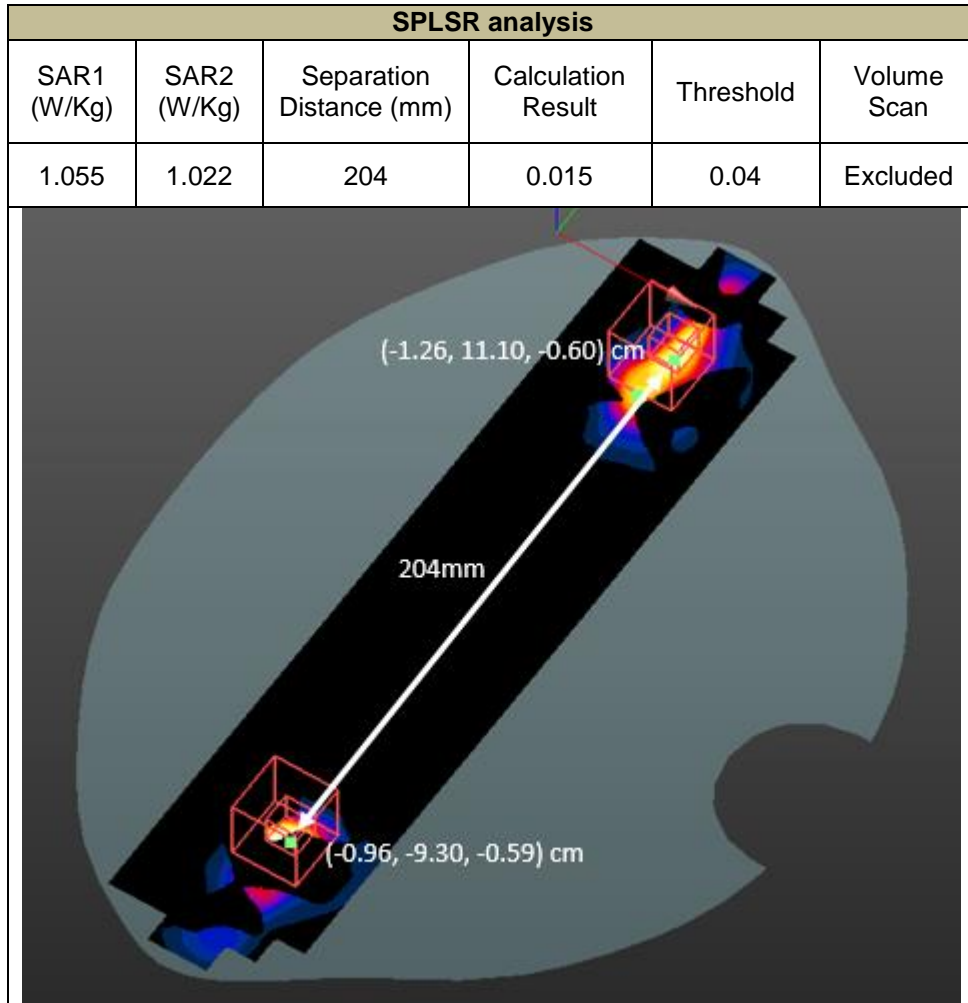 SPLSR analysis
SAR1 (W/Kg) SAR2 (W/Kg) Separation Distance (mm) Calculation Result Threshold Volume Scan
1.055 1.022 204 0.015 0.04 Excluded
(-1.26, 11.10, -0.60) cm
204mm
(-0.96, -9.30, -0.59) cm